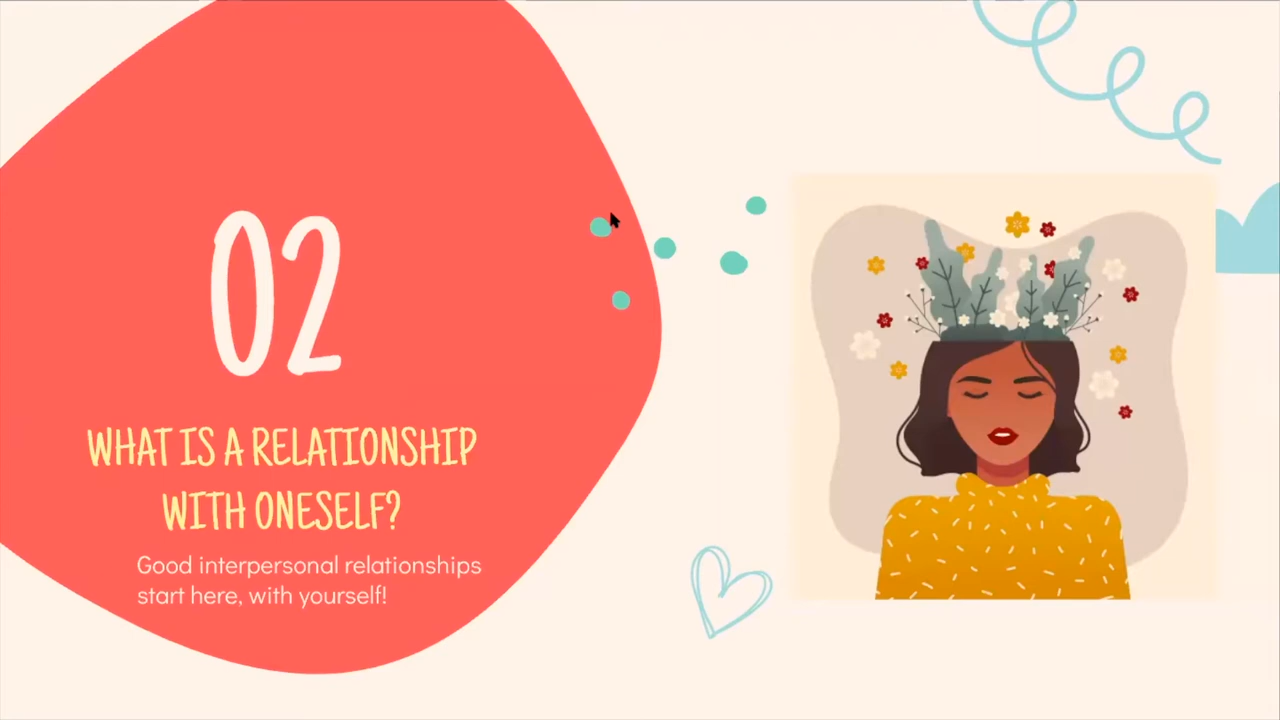 02
WHAT IS A RELATIONSHIP
WITH ONESELF?
Good interpersonal relationships
start here, with yourself!